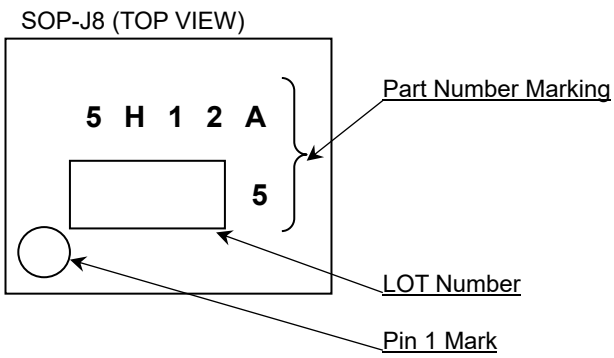 SOP-J8 (TOP VIEW)
Part Number Marking
5 H 1 2 A
5
LOT Number
Pin 1 Mark